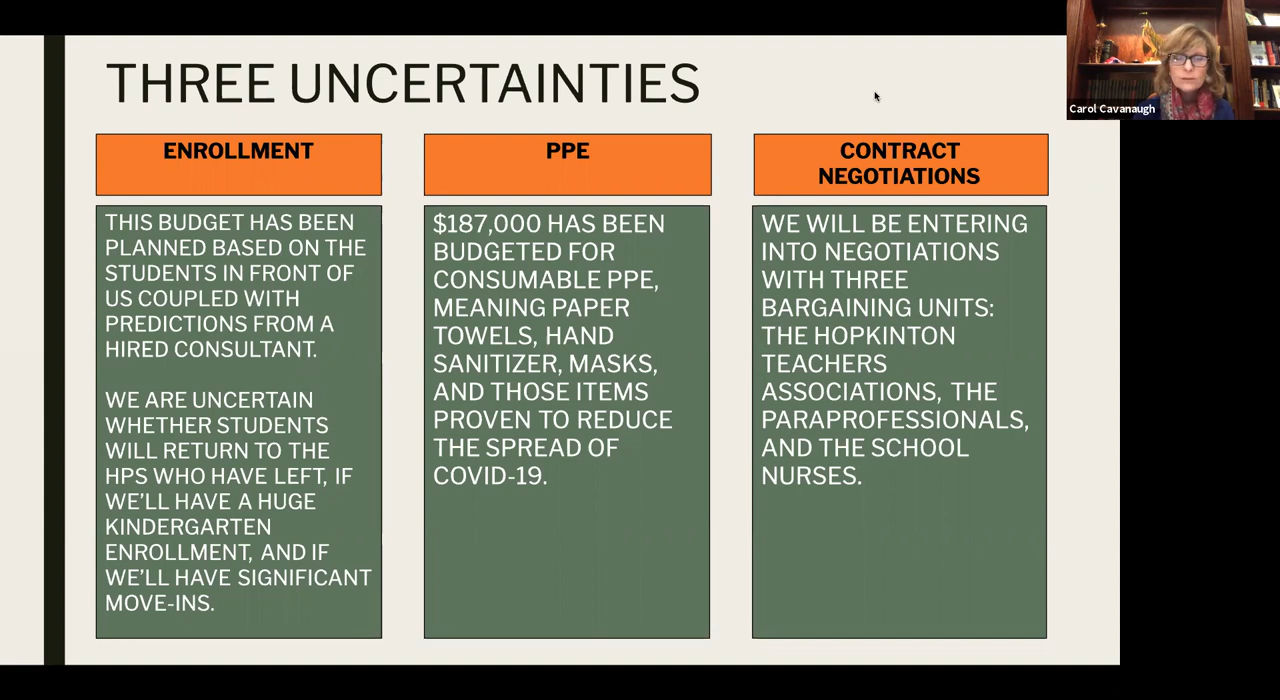 THREE UNCERTAINTIES
Carol Cavanaugh
ENROLLMENT
THIS BUDGET HAS BEEN
PLANNED BASED ON THE
STUDENTS IN FRONT OF
US COUPLED WITH
PREDICTIONS FROM A
HIRED CONSULTANT.
WE ARE UNCERTAIN
WHETHER STUDENTS
WILL RETURN TO THE
HPS WHO HAVE LEFT, IF
WE'LL HAVE A HUGE
KINDERGARTEN
ENROLLMENT, AND IF
WE'LL HAVE SIGNIFICANT
MOVE-INS.
PPE
$187,000 HAS BEEN
BUDGETED FOR
CONSUMABLE PPE,
MEANING PAPER
TOWELS, HAND
SANITIZER, MASKS,
AND THOSE ITEMS
PROVEN TO REDUCE
THE SPREAD OF
COVID-19.
CONTRACT
NEGOTIATIONS
WE WILL BE ENTERING
INTO NEGOTIATIONS
WITH THREE
BARGAINING UNITS:
THE HOPKINTON
TEACHERS
ASSOCIATIONS, THE
PARAPROFESSIONALS,
AND THE SCHOOL
NURSES.